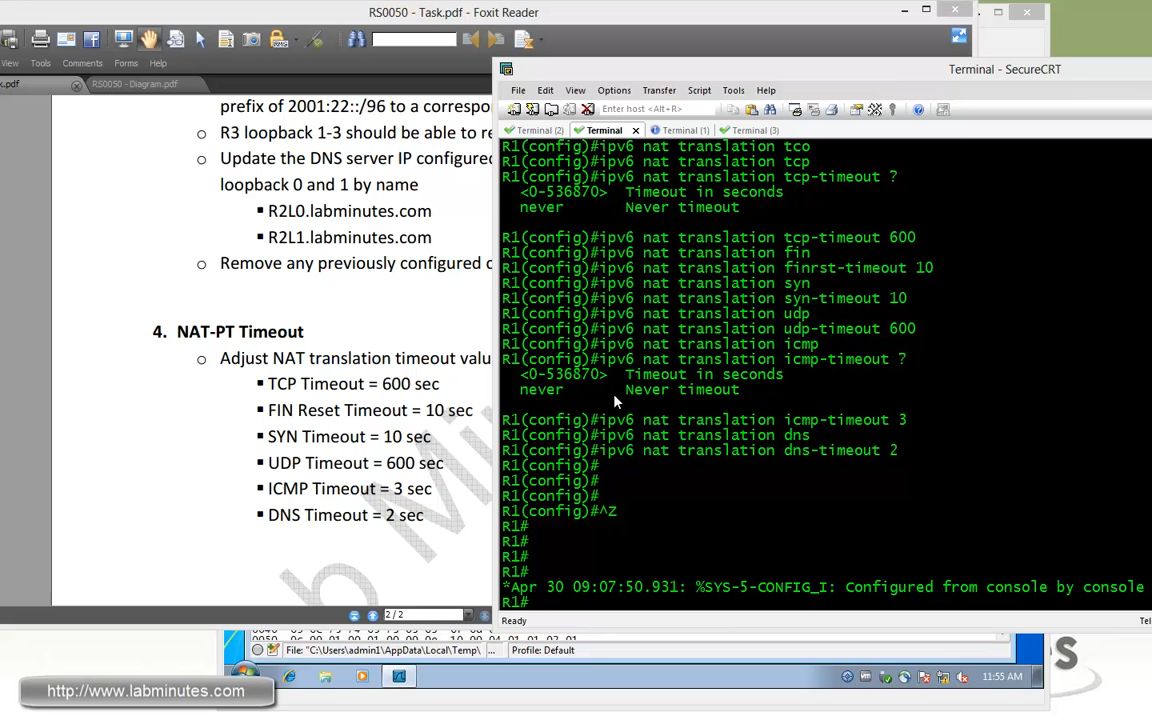 RS0050 - Task.pdf - Foxit Reader
View Tools Comments Forms Help
k.pdf
RS0050 - Diagram.pdf
prefix of 2001:22::/96 to a correspo
o R3 loopback 1-3 should be able to re
o Update the DNS server IP configured
loopback 0 and 1 by name
▪ R2L0.labminutes.com
▪ R2L1.labminutes.com
o Remove any previously configured c
4. NAT-PT Timeout
o Adjust NAT translation timeout valu
▪ TCP Timeout = 600 sec
▪ FIN Reset Timeout = 10 sec
▪ SYN Timeout = 10 sec
▪ UDP Timeout = 600 sec
▪ ICMP Timeout = 3 sec
▪ DNS Timeout = 2 sec
2 / 2
Terminal - SecureCRT
File Edit View Options Transfer Script Tools Help
Enter host <Alt+R>
Terminal (2) Terminal Terminal (1) Terminal (3)
R1(config)#ipv6 nat translation tco
R1(config)#ipv6 nat translation tcp
R1(config)#ipv6 nat translation tcp-timeout ?
<0-536870> Timeout in seconds
never Never timeout
R1(config)#ipv6 nat translation tcp-timeout 600
R1(config)#ipv6 nat translation fin
R1(config)#ipv6 nat translation finrst-timeout 10
R1(config)#ipv6 nat translation syn
R1(config)#ipv6 nat translation syn-timeout 10
R1(config)#ipv6 nat translation udp
R1(config)#ipv6 nat translation udp-timeout 600
R1(config)#ipv6 nat translation icmp
R1(config)#ipv6 nat translation icmp-timeout ?
<0-536870> Timeout in seconds
never Never timeout
R1(config)#ipv6 nat translation icmp-timeout 3
R1(config)#ipv6 nat translation dns
R1(config)#ipv6 nat translation dns-timeout 2
R1(config)#
R1(config)#
R1(config)#
R1(config)#^Z
R1#
R1#
R1#
R1#
*Apr 30 09:07:50.931: %SYS-5-CONFIG_I: Configured from console by console
R1#
Ready
Tel
File: "C:\Users\admin1\AppData\Local\Temp\ ... Profile: Default
11:55 AM
http://www.labminutes.com